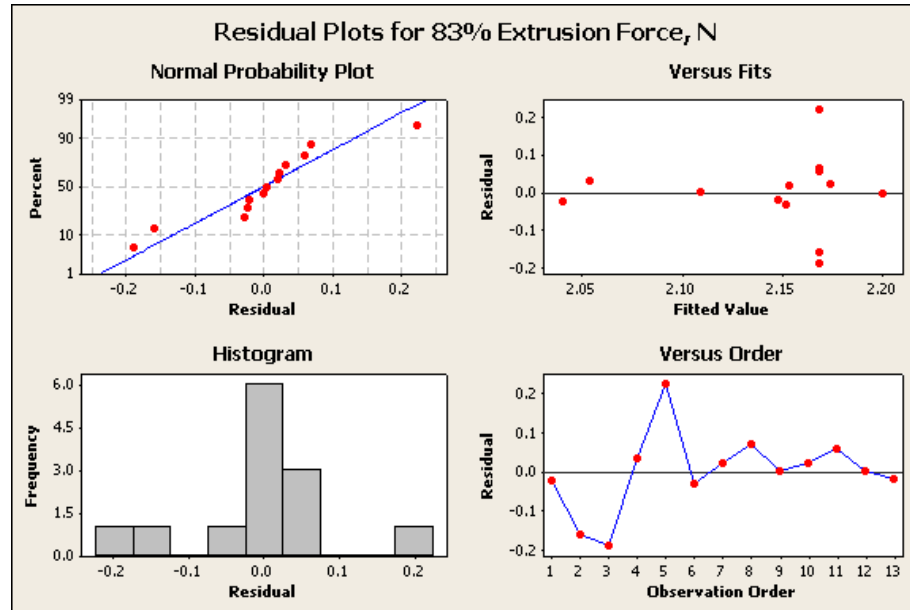 Residual Plots for 83% Extrusion Force, N
Normal Probability Plot
99
90
50
10
1
Percent
-0.2 -0.1 0.0 0.1 0.2
Residual
Versus Fits
0.2
0.1
0.0
-0.1
-0.2
Residual
2.05 2.10 2.15 2.20
Fitted Value
Histogram
6.0
4.5
3.0
1.5
0.0
Frequency
-0.2 -0.1 0.0 0.1 0.2
Residual
Versus Order
0.2
0.1
0.0
-0.1
-0.2
Residual
1 2 3 4 5 6 7 8 9 10 11 12 13
Observation Order